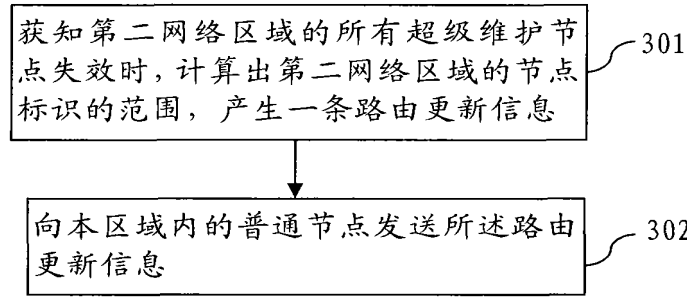 获知第二网络区域的所有超级维护节
点失效时,计算出第二网络区域的节点
标识的范围，产生一条路由更新信息
301
向本区域内的普通节点发送所述路由
更新信息
302